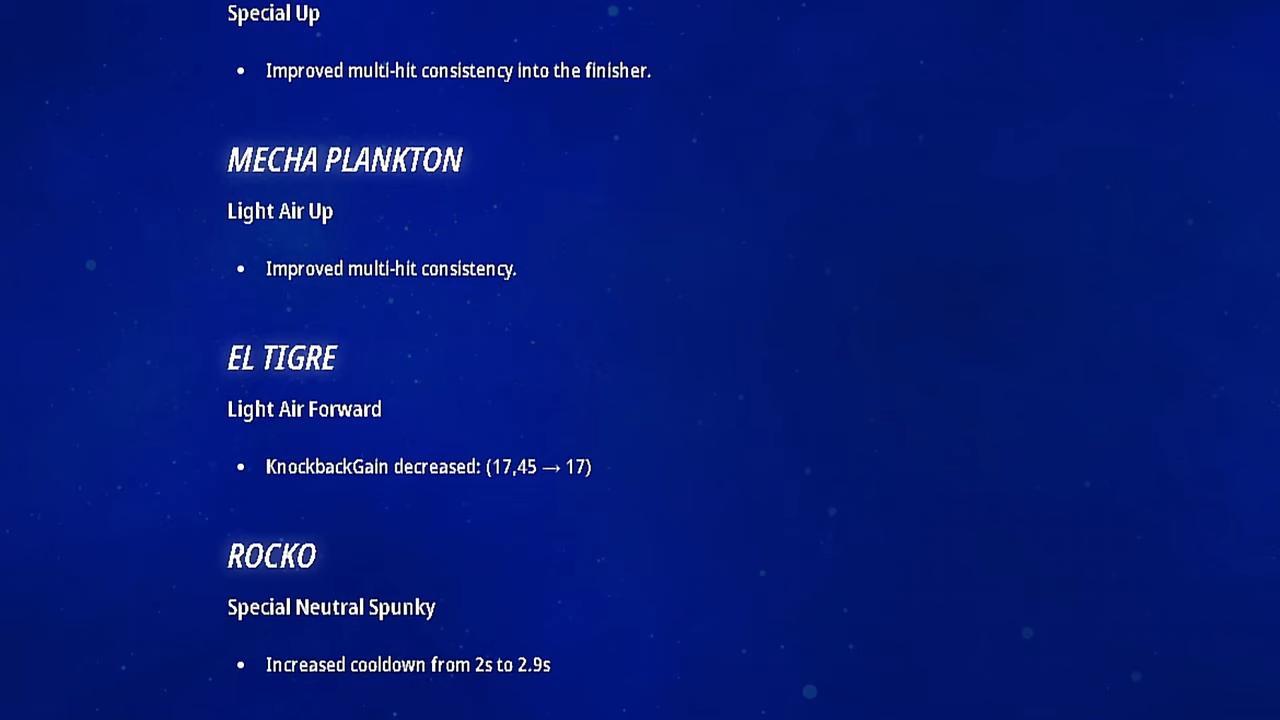 Special Up
• Improved multi-hit consistency into the finisher.
MECHA PLANKTON
Light Air Up
• Improved multi-hit consistency.
EL TIGRE
Light Air Forward
• KnockbackGain decreased: (17,45 → 17)
ROCKO
Special Neutral Spunky
• Increased cooldown from 2s to 2.9s